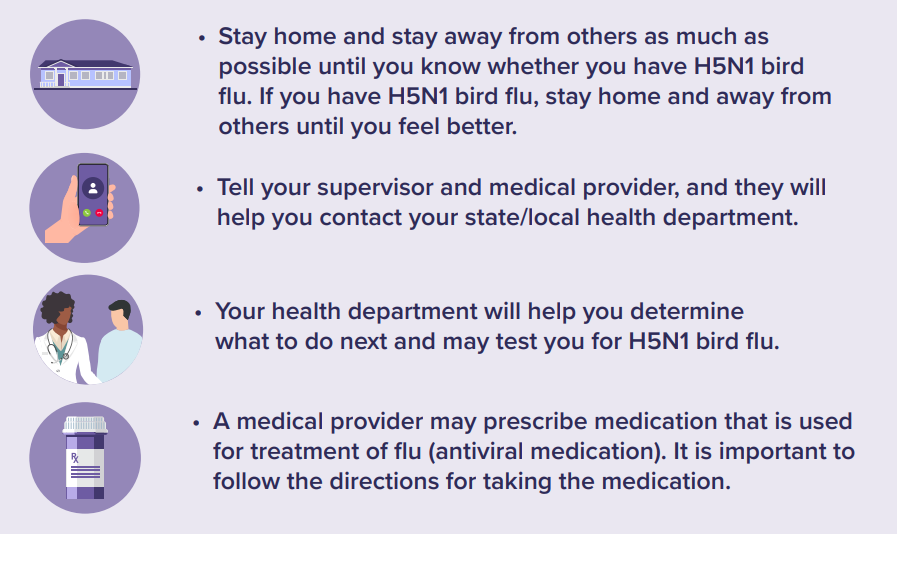 • Stay home and stay away from others as much as
possible until you know whether you have H5N1 bird
flu. If you have H5N1 bird flu, stay home and away from
others until you feel better.
• Tell your supervisor and medical provider, and they will
help you contact your state/local health department.
• Your health department will help you determine
what to do next and may test you for H5N1 bird flu.
• A medical provider may prescribe medication that is used
for treatment of flu (antiviral medication). It is important to
follow the directions for taking the medication.
Rx